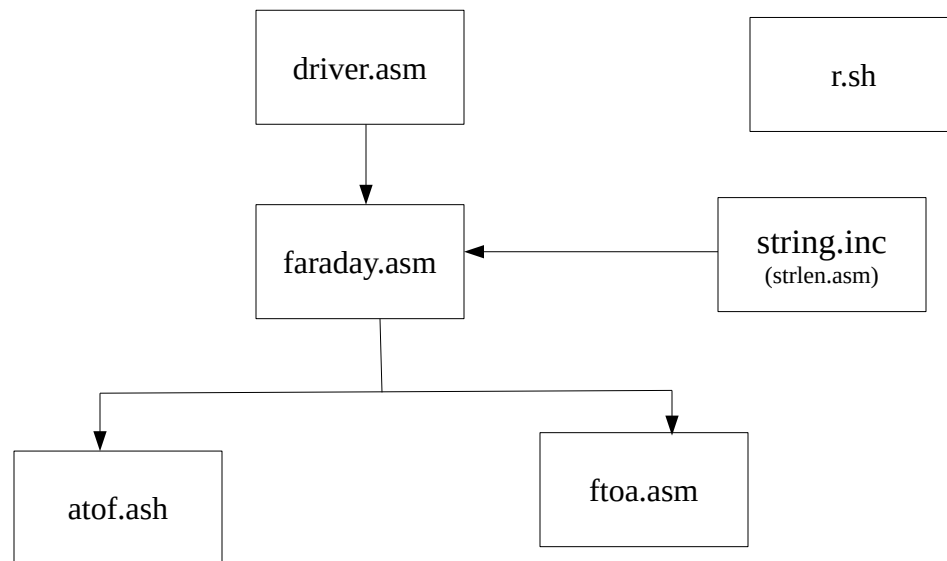 driver.asm
r.sh
faraday.asm
string.inc
(strlen.asm)
atof.ash
ftoa.asm